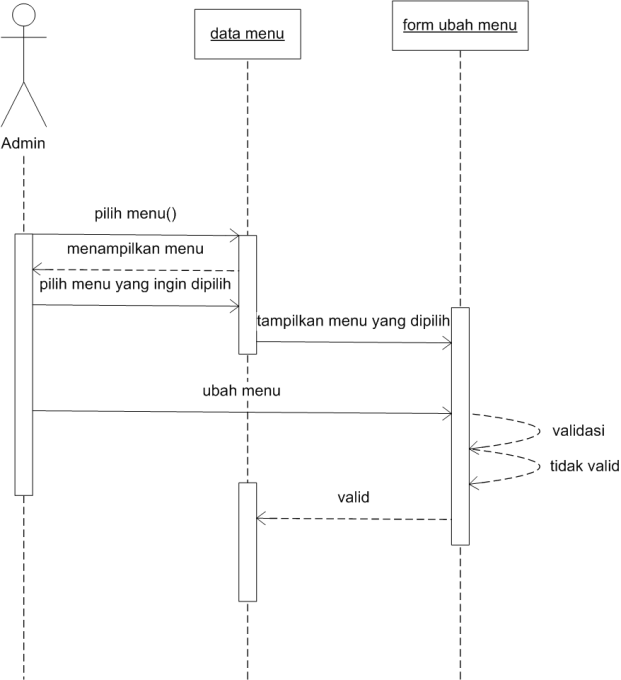 data menu
form ubah menu
Admin
pilih menu()
menampilkan menu
pilih menu yang ingin dipilih
tampilkan menu yang dipilih
ubah menu
validasi
tidak valid
valid